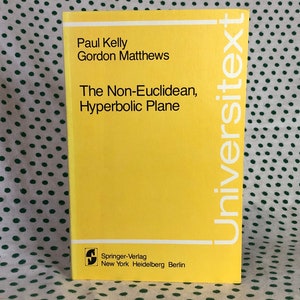 Paul Kelly
Gordon Matthews
The Non-Euclidean,
Hyperbolic Plane
Universitext
Springer-Verlag
New York Heidelberg Berlin